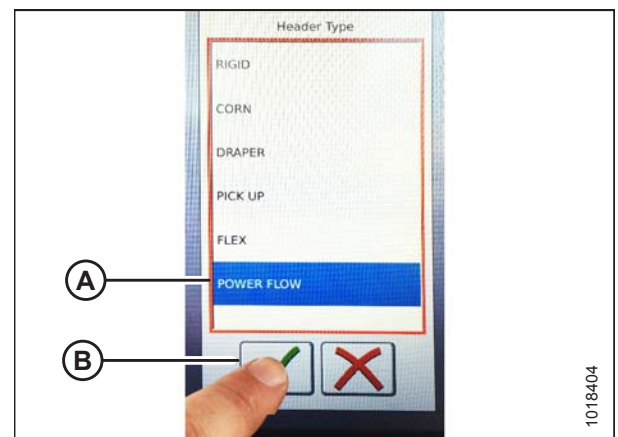 Header Type
RIGID
CORN
DRAPER
PICK UP
FLEX
A
POWER FLOW
B
1018404